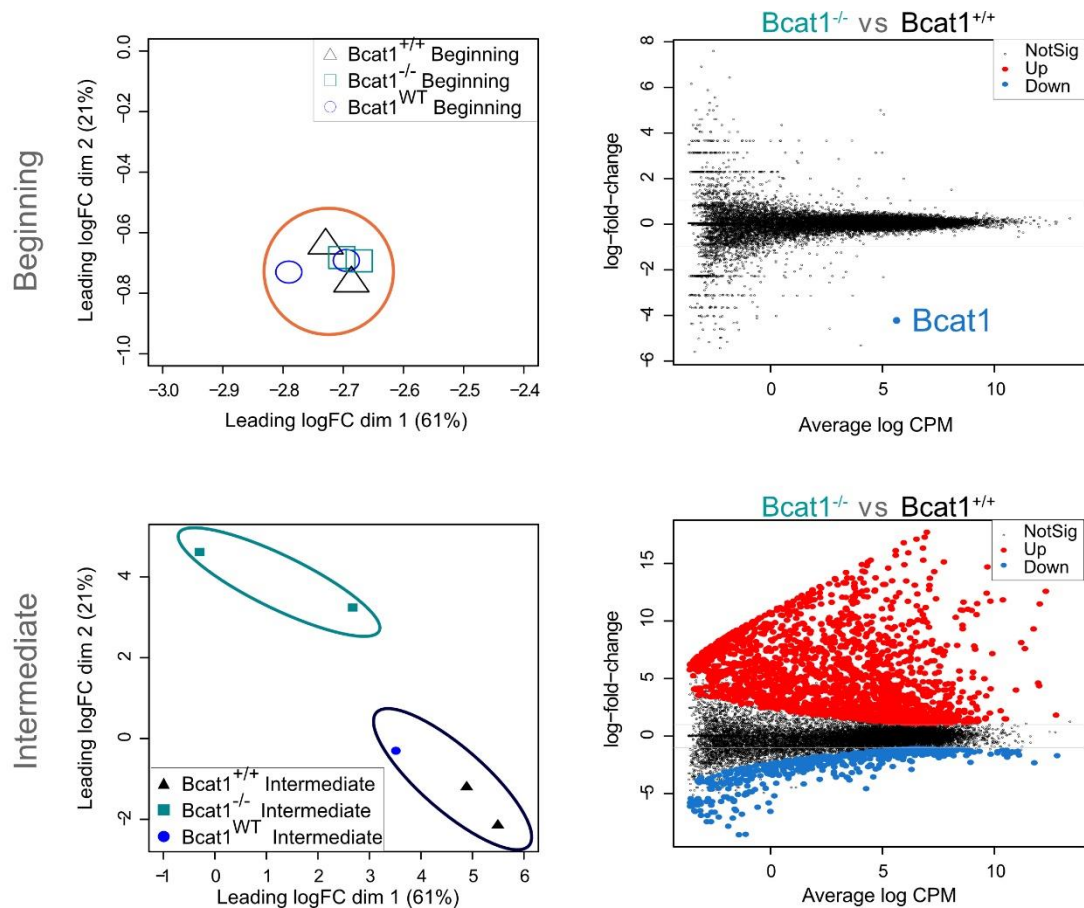 Beginning
Leading logFC dim 2 (21%)
0.0
−0.2
−0.4
−0.6
−0.8
−1.0
Bcat1+/+ Beginning
Bcat1-/- Beginning
Bcat1WT Beginning
−3.0 −2.9 −2.8 −2.7 −2.6 −2.5 −2.4
Leading logFC dim 1 (61%)
Bcat1-/- vs Bcat1+/+
log-fold-change
8
6
4
2
0
−2
−4
−6
NotSig
Up
Down
Bcat1
0 5 10
Average log CPM
Intermediate
Leading logFC dim 2 (21%)
4
2
0
-2
Bcat1+/+ Intermediate
Bcat1-/- Intermediate
Bcat1WT Intermediate
−1 0 1 2 3 4 5 6
Leading logFC dim 1 (61%)
Bcat1-/- vs Bcat1+/+
log-fold-change
15
10
5
0
−5
NotSig
Up
Down
0 5 10
Average log CPM